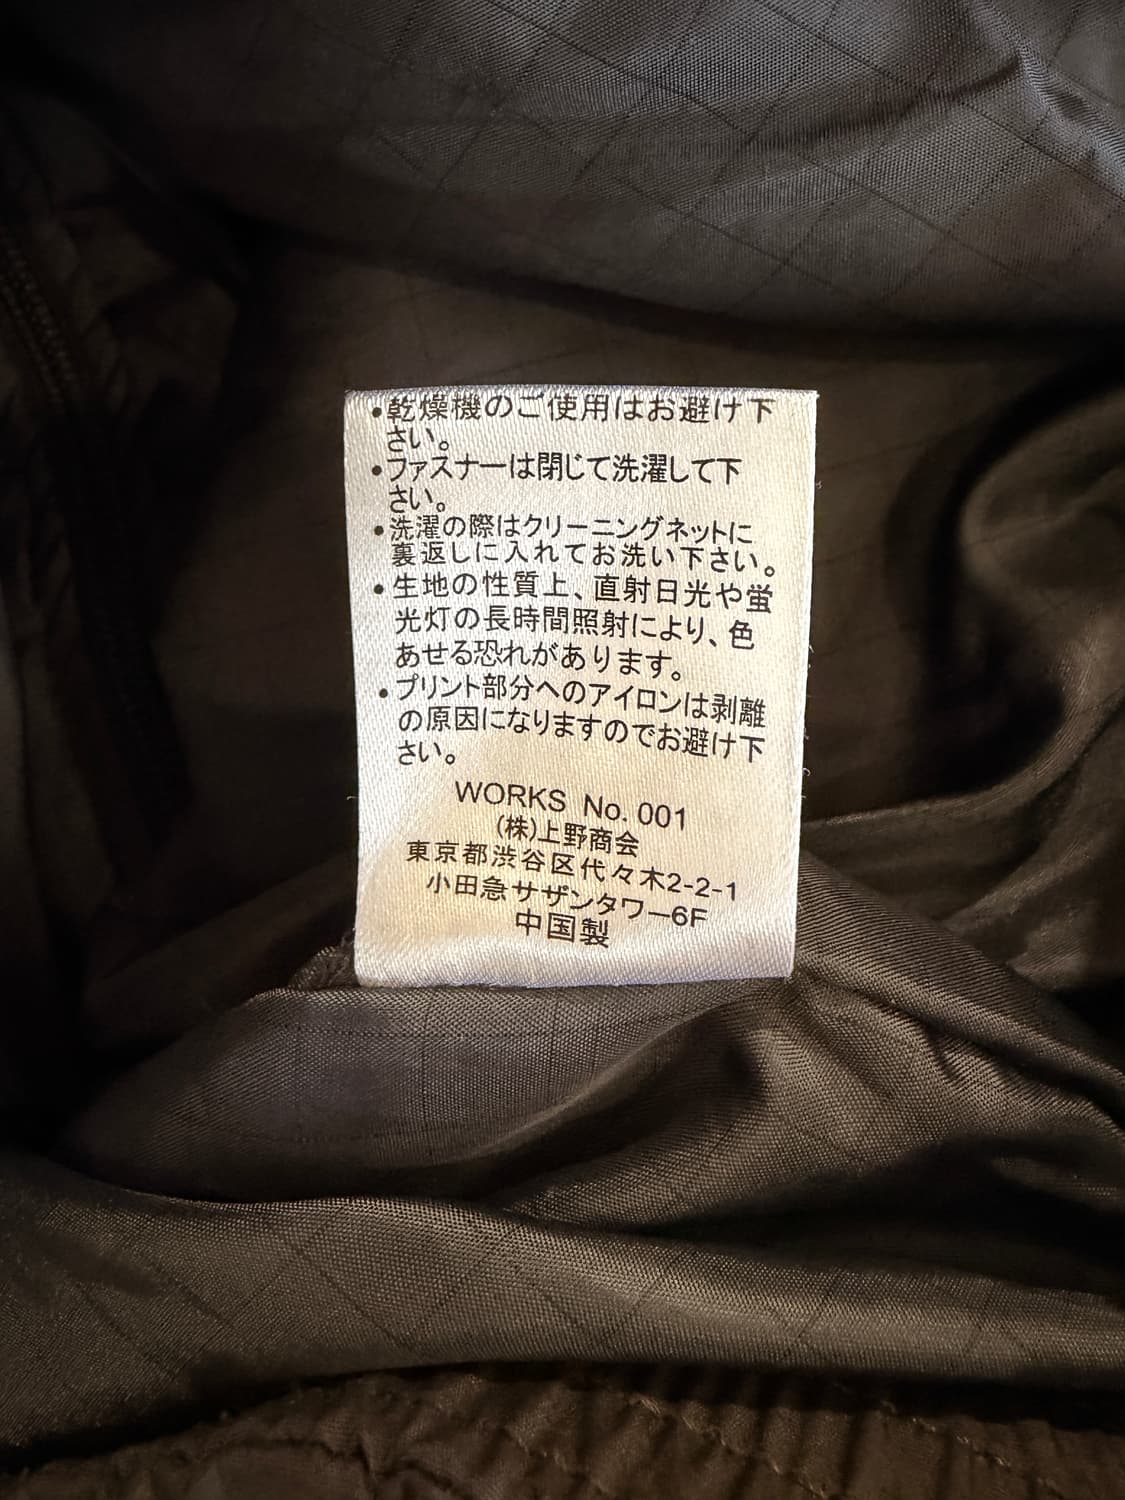 •乾燥機のご使用はお避け下
さい。
•ファスナーは閉じて洗濯して下
さい。
•洗濯の際はクリーニングネットに
裏返しに入れてお洗い下さい。
•生地の性質上、直射日光や蛍
光灯の長時間照射により、色
あせる恐れがあります。
•プリント部分へのアイロンは剥離
の原因になりますのでお避け下
さい。
WORKS No. 001
(株)上野商会
東京都渋谷区代々木2-2-1
小田急サザンタワー6F
中国製